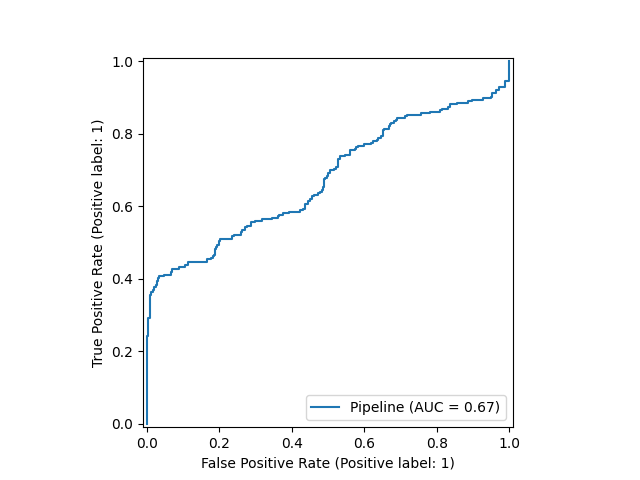 1.0
0.8
0.6
0.4
0.2
0.0
True Positive Rate (Positive label: 1)
Pipeline (AUC = 0.67)
0.0 0.2 0.4 0.6 0.8 1.0
False Positive Rate (Positive label: 1)